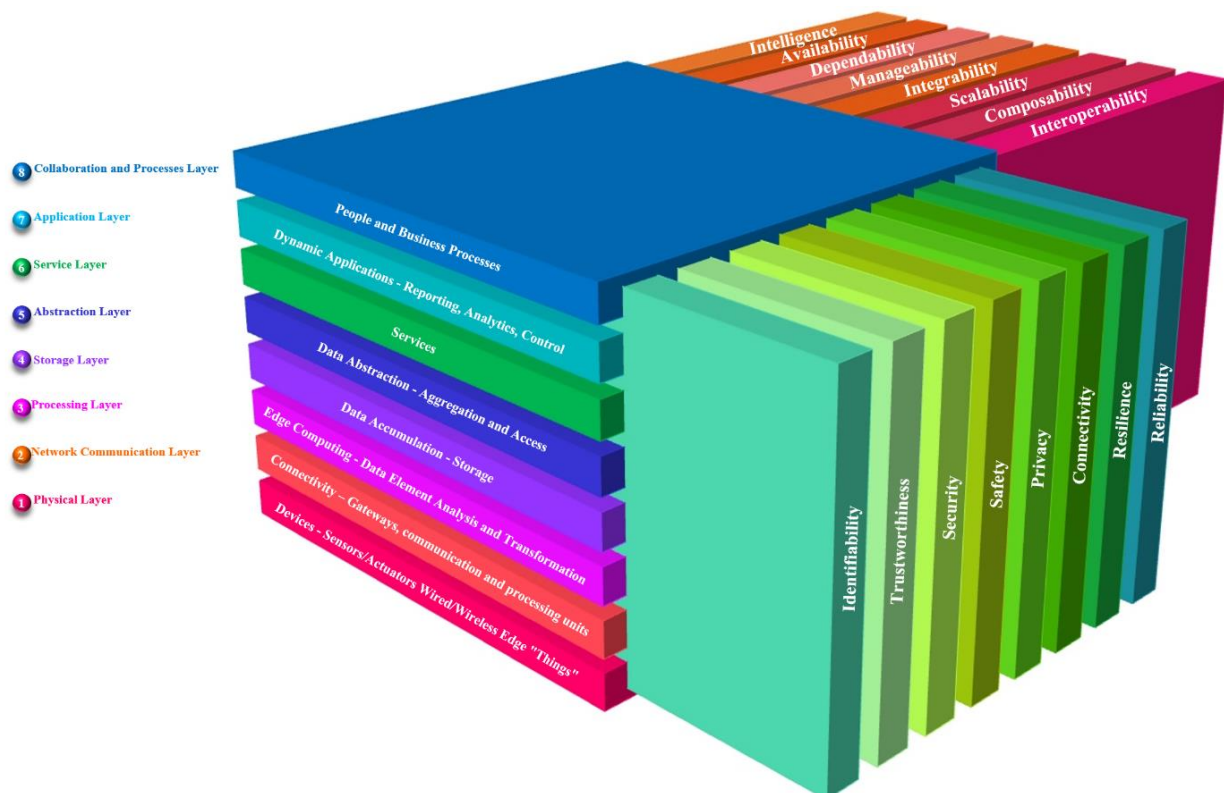 Intelligence
Availability
Dependability
Manageability
Integrability
Scalability
Composability
Interoperability
8 Collaboration and Processes Layer
7 Application Layer
6 Service Layer
5 Abstraction Layer
4 Storage Layer
3 Processing Layer
2 Network Communication Layer
1 Physical Layer
People and Business Processes
Dynamic Applications - Reporting, Analytics, Control
Services
Data Abstraction - Aggregation and Access
Data Accumulation - Storage
Edge Computing - Data Element Analysis and Transformation
Connectivity – Gateways, communication and processing units
Devices - Sensors/Actuators Wired/Wireless Edge "Things"
Identifiability
Trustworthiness
Security
Safety
Privacy
Connectivity
Resilience
Reliability